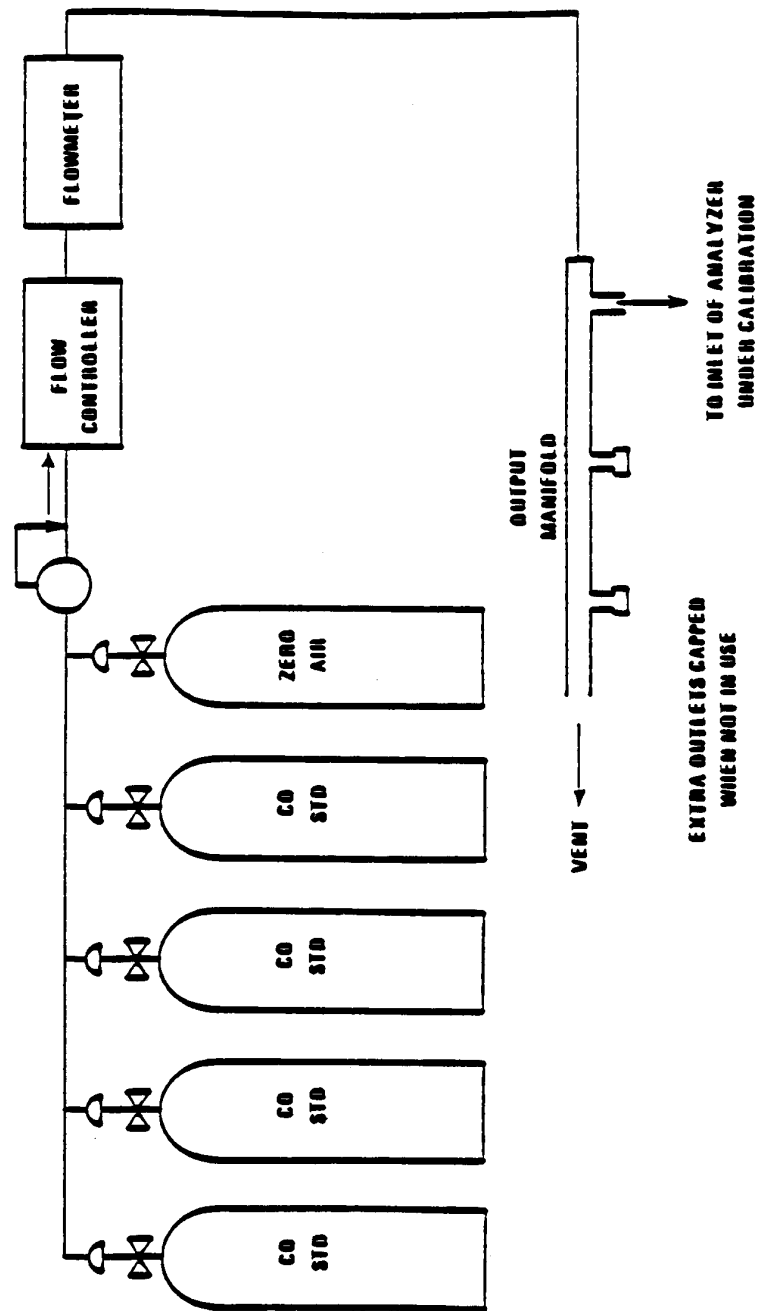 FLOWMETER
FLOW
CONTROLLER
ZERO
AIR
CO
STD
CO
STD
CO
STD
CO
STD
OUTPUT
MANIFOLD
VENT
TO INLET OF ANALYZER
UNDER CALIBRATION
EXTRA OUTLETS CAPPED
WHEN NOT IN USE